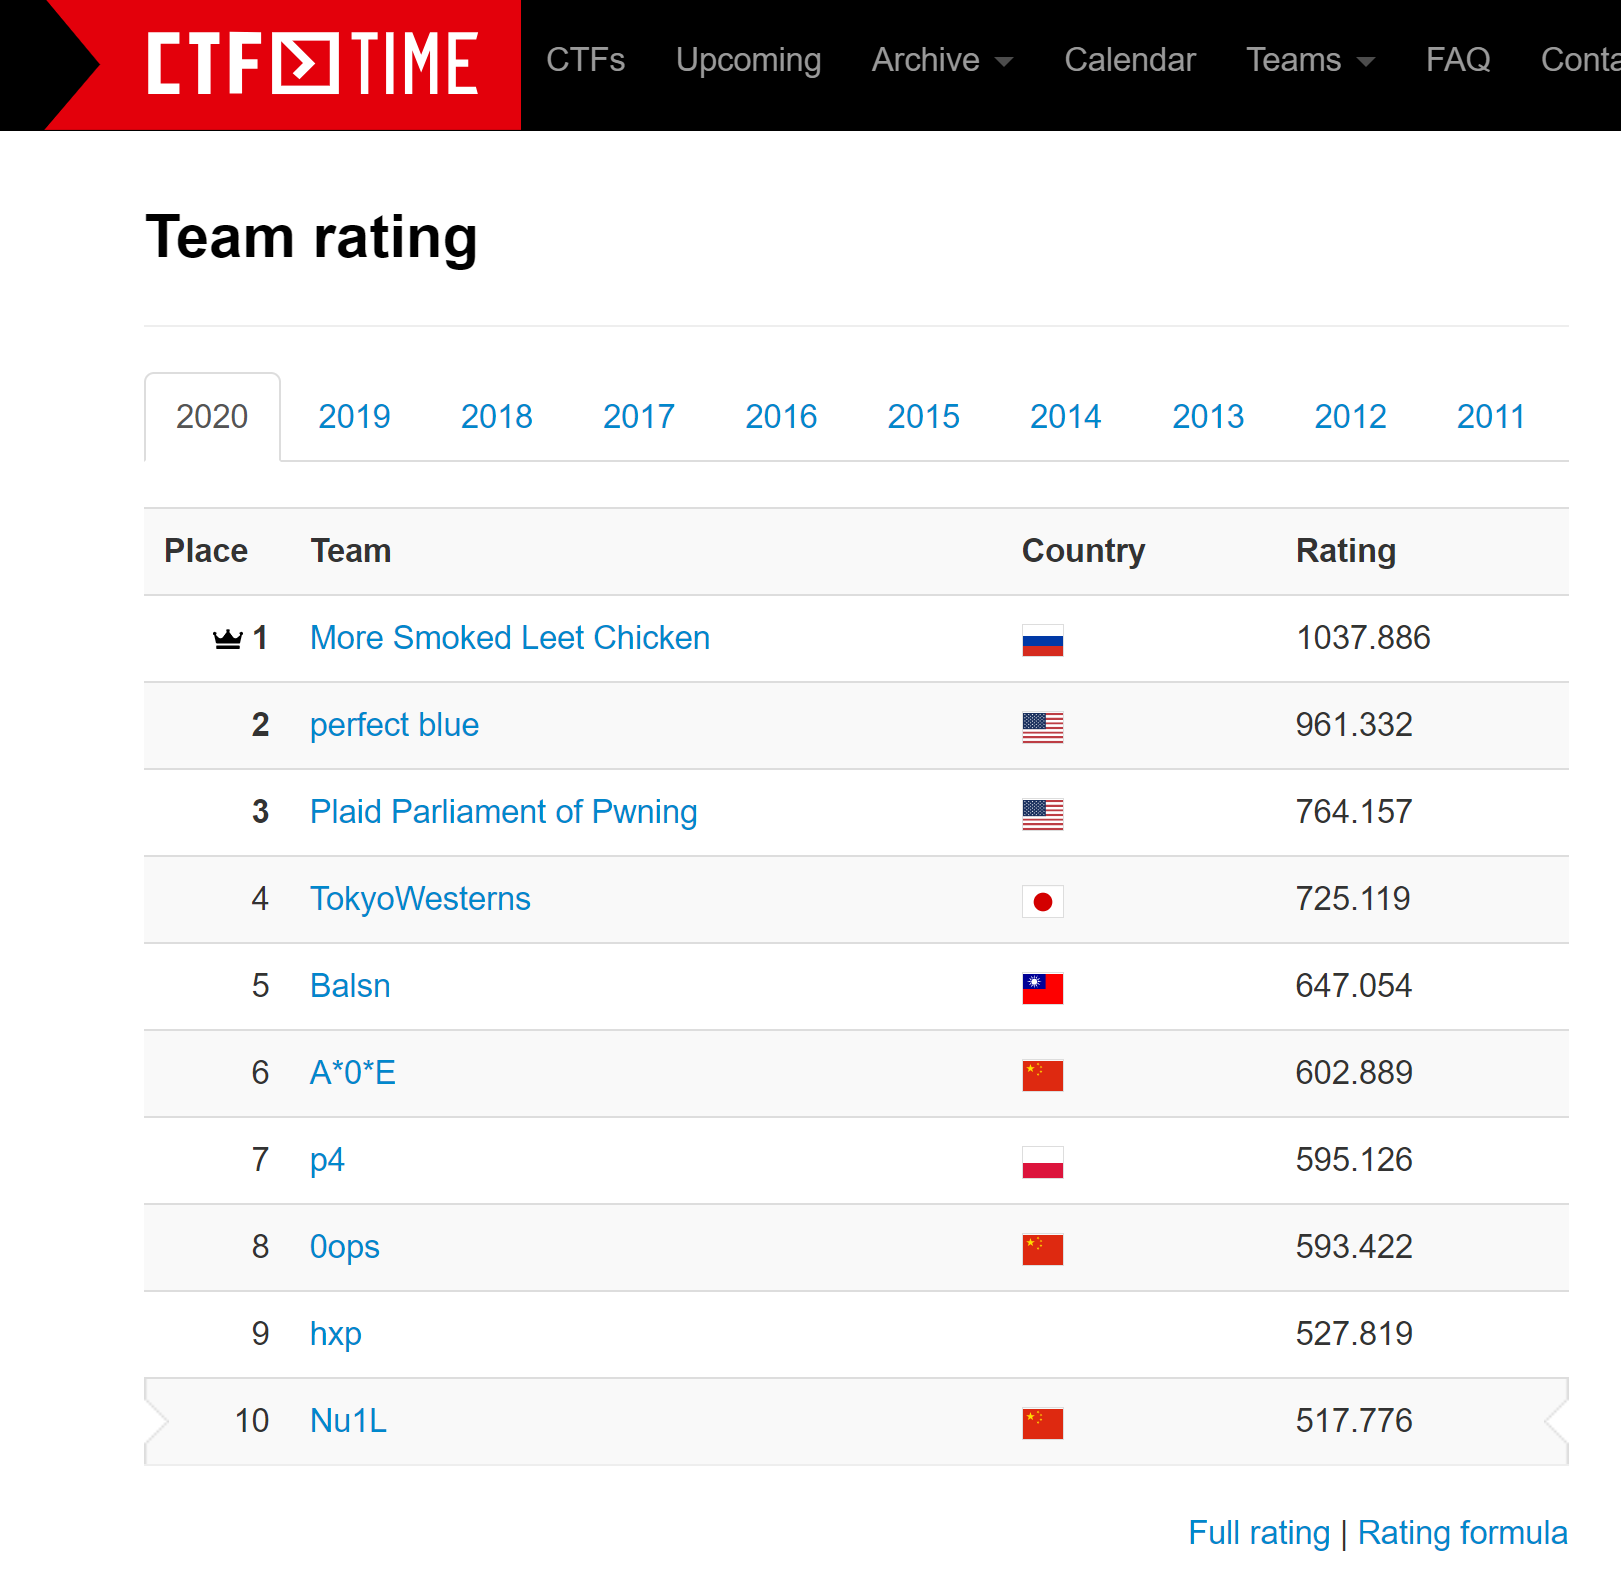 CTF TIME CTFs Upcoming Archive Calendar Teams FAQ Conta
Team rating
2020 2019 2018 2017 2016 2015 2014 2013 2012 2011
Place Team Country Rating
1 More Smoked Leet Chicken 1037.886
2 perfect blue 961.332
3 Plaid Parliament of Pwning 764.157
4 TokyoWesterns 725.119
5 Balsn 647.054
6 A*0*E 602.889
7 p4 595.126
8 0ops 593.422
9 hxp 527.819
10 Nu1L 517.776
Full rating | Rating formula